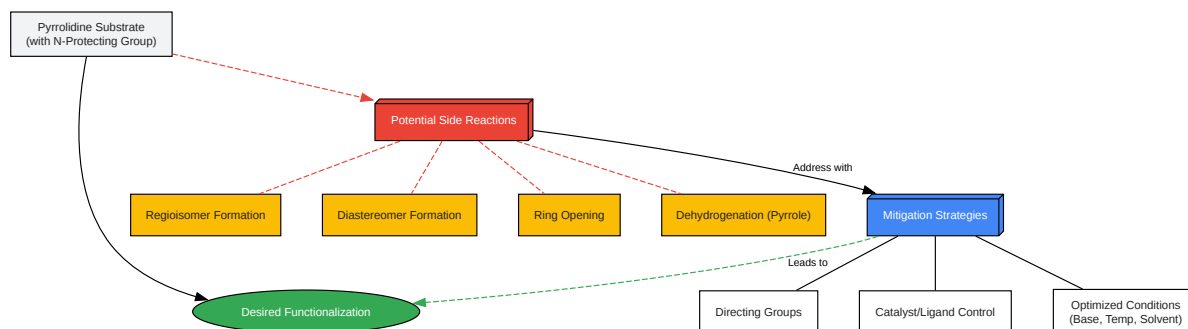 Pyrrolidine Substrate
(with N-Protecting Group)
Potential Side Reactions
Address with
Regioisomer Formation
Diastereomer Formation
Ring Opening
Dehydrogenation (Pyrrole)
Mitigation Strategies
Leads to
Desired Functionalization
Directing Groups
Catalyst/Ligand Control
Optimized Conditions
(Base, Temp, Solvent)